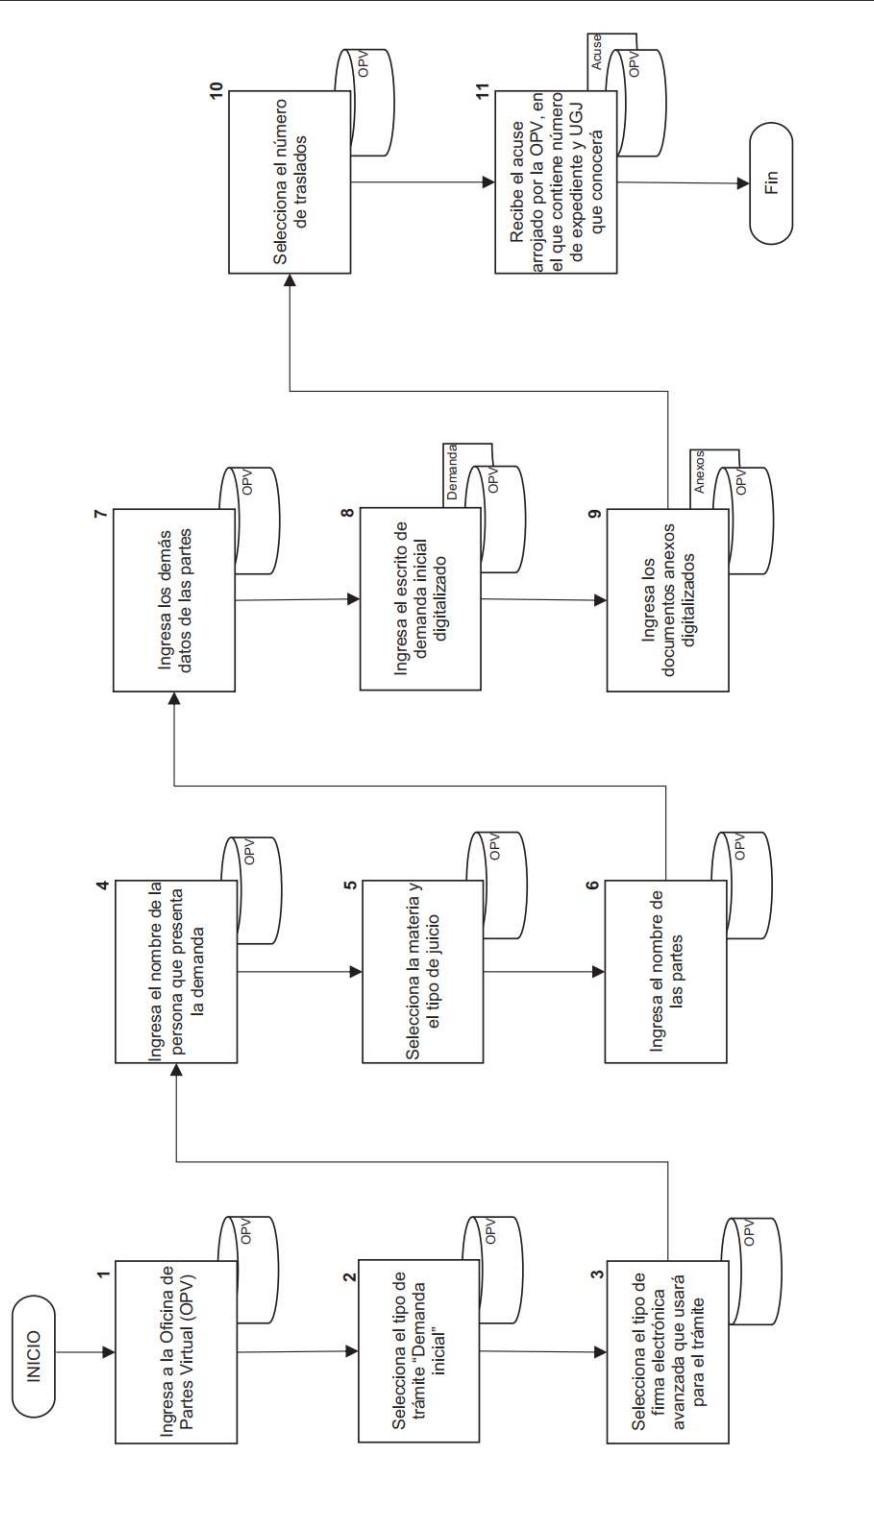 INICIO
1
Ingresa a la Oficina de
Partes Virtual (OPV)
OPV
2
Selecciona el tipo de
trámite “Demanda
inicial”
OPV
3
Selecciona el tipo de
firma electrónica
avanzada que usará
para el trámite
OPV
4
Ingresa el nombre de la
persona que presenta
la demanda
OPV
5
Selecciona la materia y
el tipo de juicio
OPV
6
Ingresa el nombre de
las partes
OPV
7
Ingresa los demás
datos de las partes
OPV
8
Ingresa el escrito de
demanda inicial
digitalizado
Demanda
OPV
9
Ingresa los
documentos anexos
digitalizados
Anexos
OPV
10
Selecciona el número
de traslados
OPV
11
Recibe el acuse
arrojado por la OPV, en
el que contiene número
de expediente y UGJ
que conocerá
Acuse
OPV
Fin